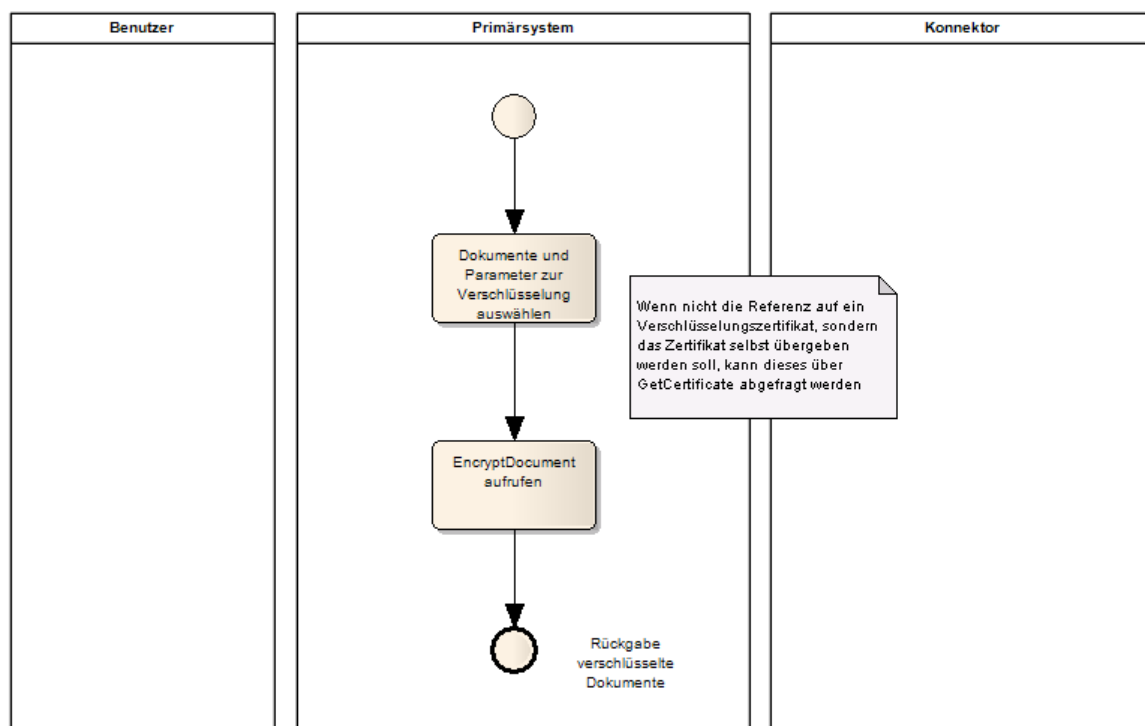 Benutzer
Primärsystem
Konnektor
Dokumente und
Parameter zur
Verschlüsselung
auswählen
Wenn nicht die Referenz auf ein
Verschlüsselungszertifikat, sondern
das Zertifikat selbst übergeben
werden soll, kann dieses über
GetCertificate abgefragt werden
EncryptDocument
aufrufen
Rückgabe
verschlüsselte
Dokumente